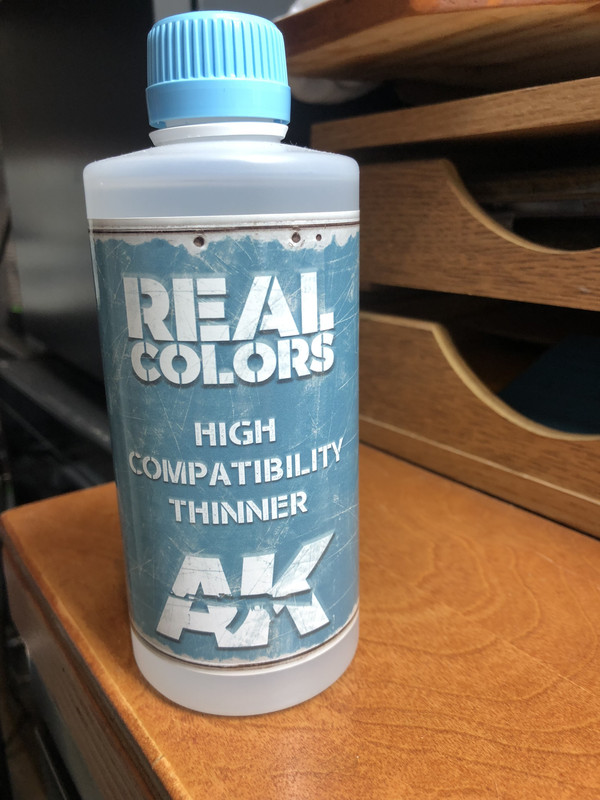 REAL
COLORS
HIGH
COMPATIBILITY
THINNER
AK